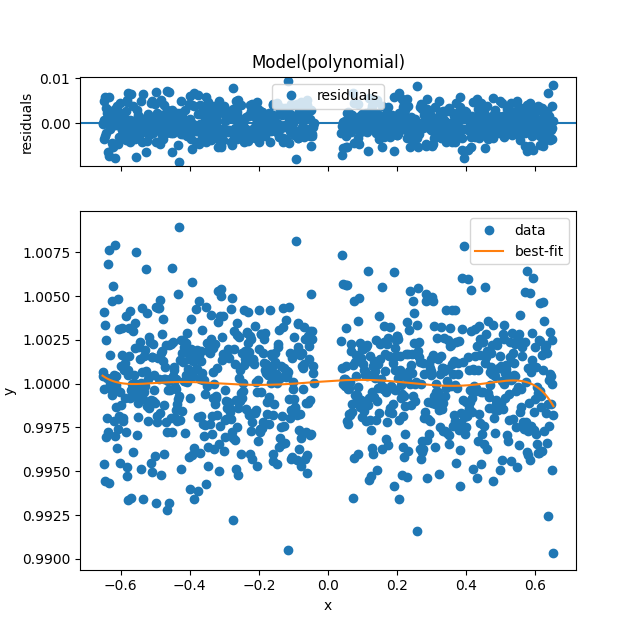 Model(polynomial)
0.01
0.00
residuals
residuals
data
best-fit
1.0075
1.0050
1.0025
1.0000
0.9975
0.9950
0.9925
0.9900
y
−0.6 −0.4 −0.2 0.0 0.2 0.4 0.6
x